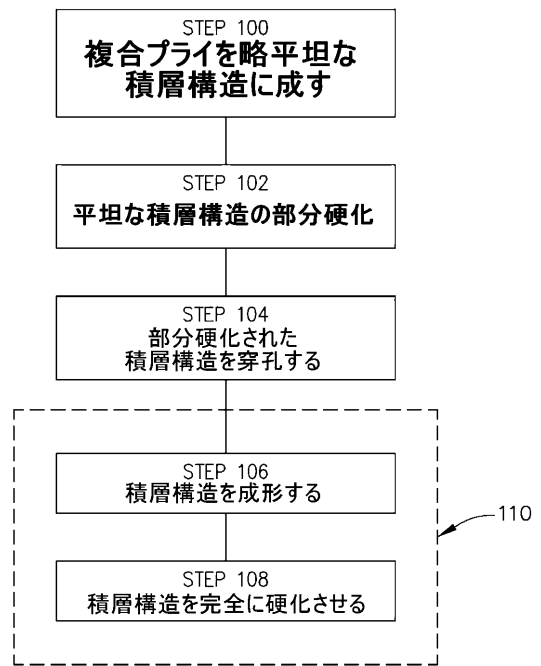 STEP 100
複合プライを略平坦な
積層構造に成す
STEP 102
平坦な積層構造の部分硬化
STEP 104
部分硬化された
積層構造を穿孔する
STEP 106
積層構造を成形する
110
STEP 108
積層構造を完全に硬化させる